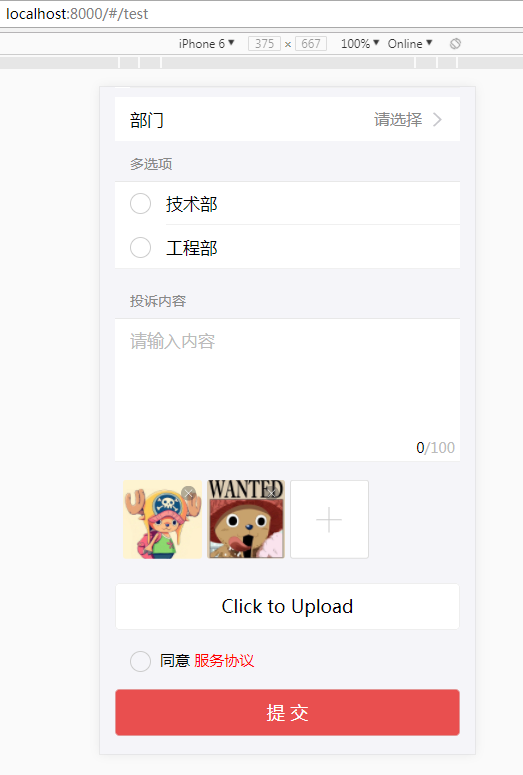 localhost:8000/#/test
iPhone 6 ▼ 375 × 667 100% ▼ Online ▼
部门 请选择
多选项
技术部
工程部
投诉内容
请输入内容
0/100
WANTED
Click to Upload
同意 服务协议
提 交